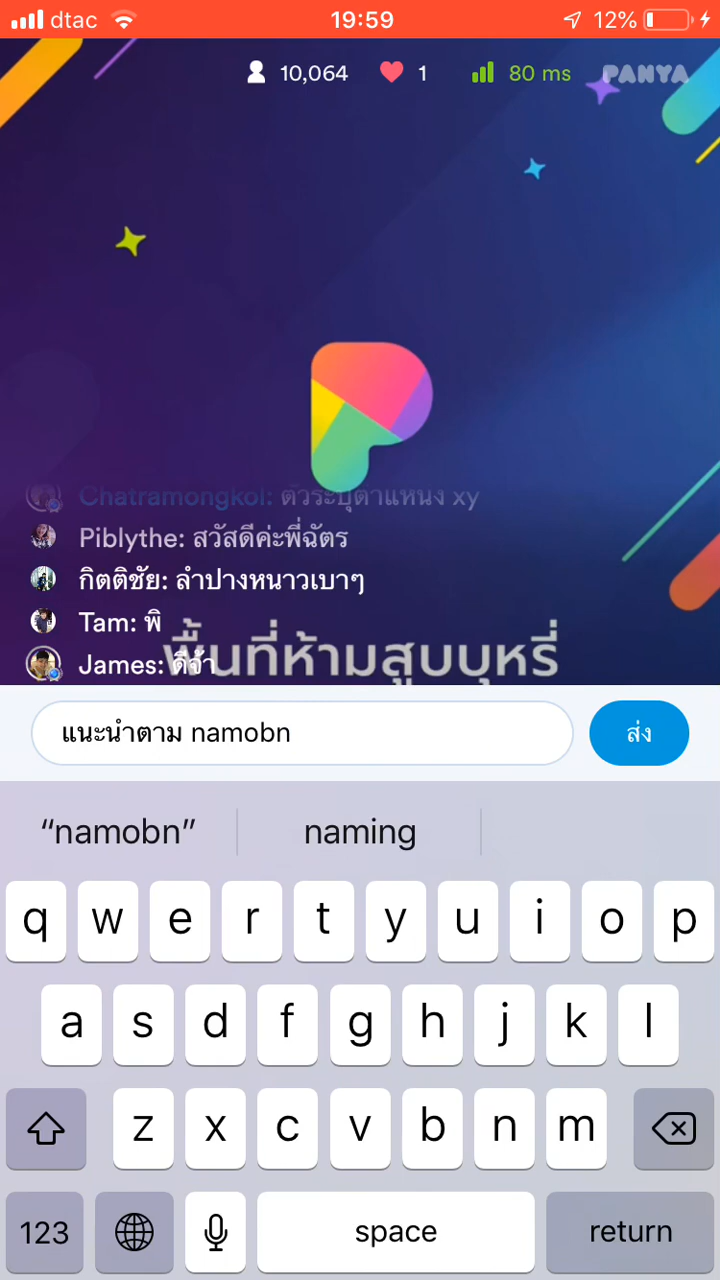 dtac 19:59 12%
10,064 1 80 ms PANYA
Chatramongkol: ตัวระบุตำแหน่ง xy
Piblythe: สวัสดีค่ะพี่ฉัตร
กิตติชัย: ลำปางหนาวเบาๆ
Tam: พิ
พื้นที่ห้ามสูบบุหรี่
James: ดีจ้า
แนะนำตาม namobn ส่ง
“namobn” naming
q w e r t y u i o p
a s d f g h j k l
z x c v b n m
123 space return